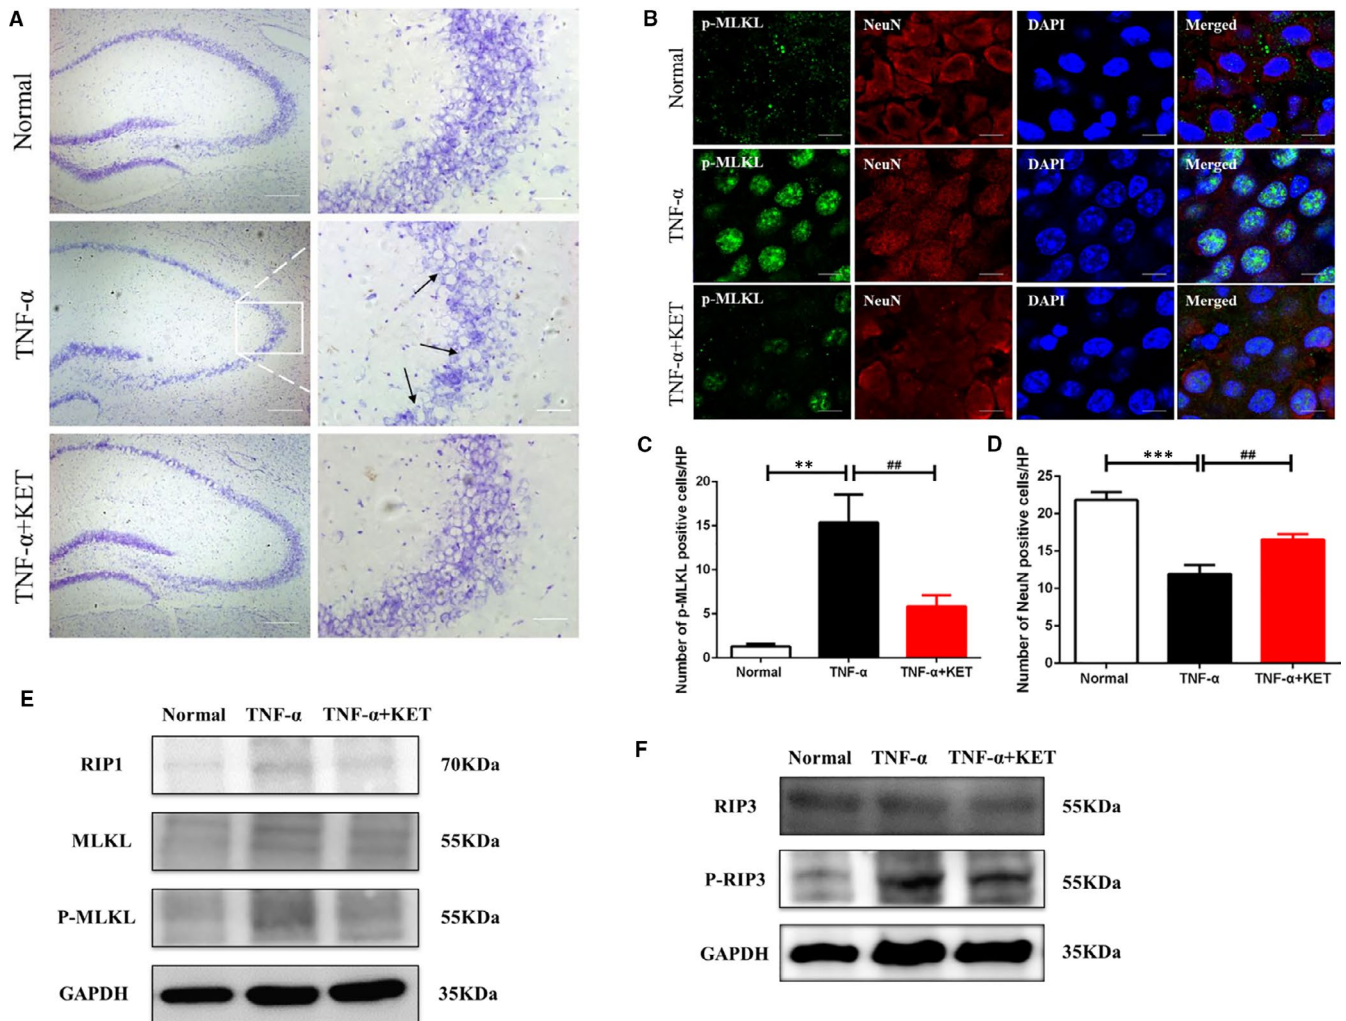 A
Normal
TNF-α
TNF-α+KET
B
Normal
p-MLKL
NeuN
DAPI
Merged
TNF-α
p-MLKL
NeuN
DAPI
Merged
TNF-α+KET
p-MLKL
NeuN
DAPI
Merged
C
**
##
Number of p-MLKL positive cells/HP
20
15
10
5
0
Normal
TNF-α
TNF-α+KET
D
***
##
Number of NeuN positive cells/HP
25
20
15
10
5
0
Normal
TNF-α
TNF-α+KET
E
Normal TNF-α TNF-α+KET
RIP1 70KDa
MLKL 55KDa
P-MLKL 55KDa
GAPDH 35KDa
F
Normal TNF-α TNF-α+KET
RIP3 55KDa
P-RIP3 55KDa
GAPDH 35KDa